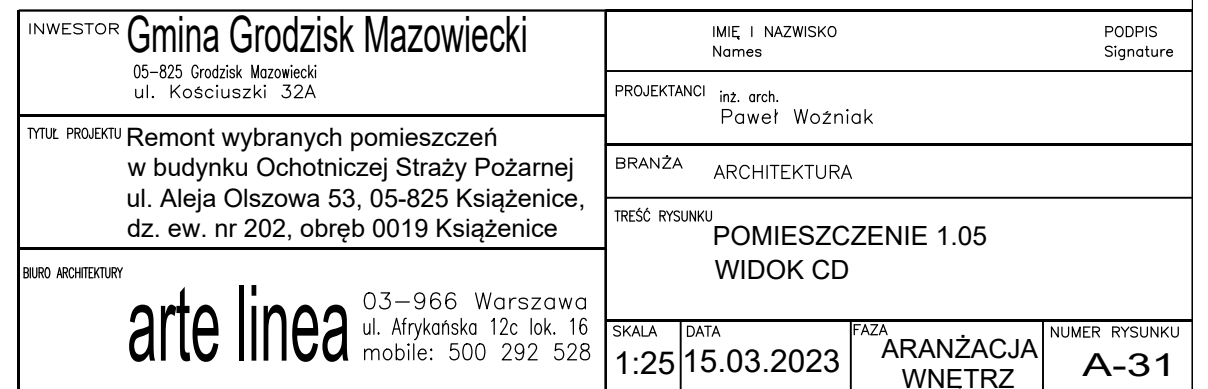 INWESTOR Gmina Grodzisk Mazowiecki
05-825 Grodzisk Mazowiecki
ul. Kościuszki 32A
TYTUŁ PROJEKTU Remont wybranych pomieszczeń
w budynku Ochotniczej Straży Pożarnej
ul. Aleja Olszowa 53, 05-825 Książenice,
dz. ew. nr 202, obręb 0019 Książenice
BIURO ARCHITEKTURY
arte linea
03-966 Warszawa
ul. Afrykańska 12c lok. 16
mobile: 500 292 528
IMIĘ I NAZWISKO
Names
PODPIS
Signature
PROJEKTANCI inż. arch.
Paweł Woźniak
BRANŻA ARCHITEKTURA
TREŚĆ RYSUNKU
POMIESZCZENIE 1.05
WIDOK CD
SKALA
1:25
DATA
15.03.2023
FAZA
ARANŻACJA
WNĘTRZ
NUMER RYSUNKU
A-31